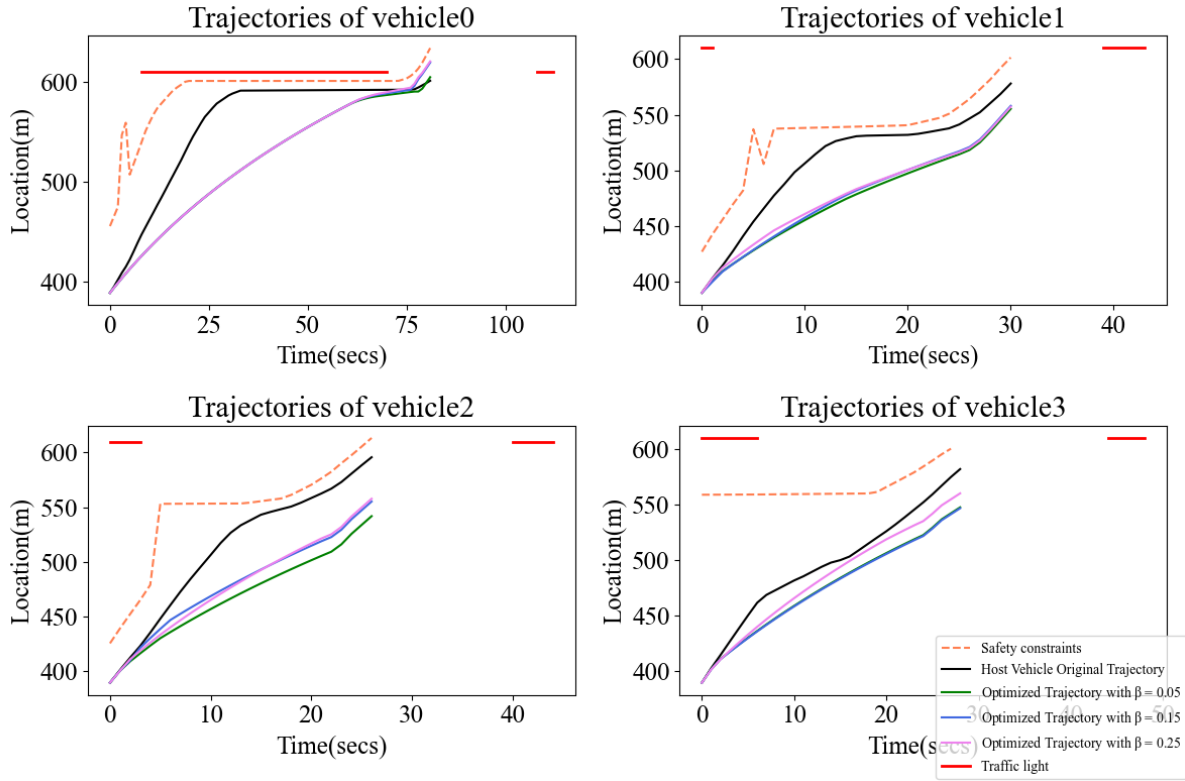 Trajectories of vehicle0
Trajectories of vehicle1
600
500
400
Location(m)
0 25 50 75 100
Time(secs)
600
550
500
450
400
Location(m)
0 10 20 30 40
Time(secs)
Trajectories of vehicle2
Trajectories of vehicle3
600
550
500
450
400
Location(m)
0 10 20 30 40
Time(secs)
600
550
500
450
400
Location(m)
0 10 20 30 40 50
Time(secs)
Safety constraints
Host Vehicle Original Trajectory
Optimized Trajectory with β = 0.05
Optimized Trajectory with β = 0.15
Optimized Trajectory with β = 0.25
Traffic light